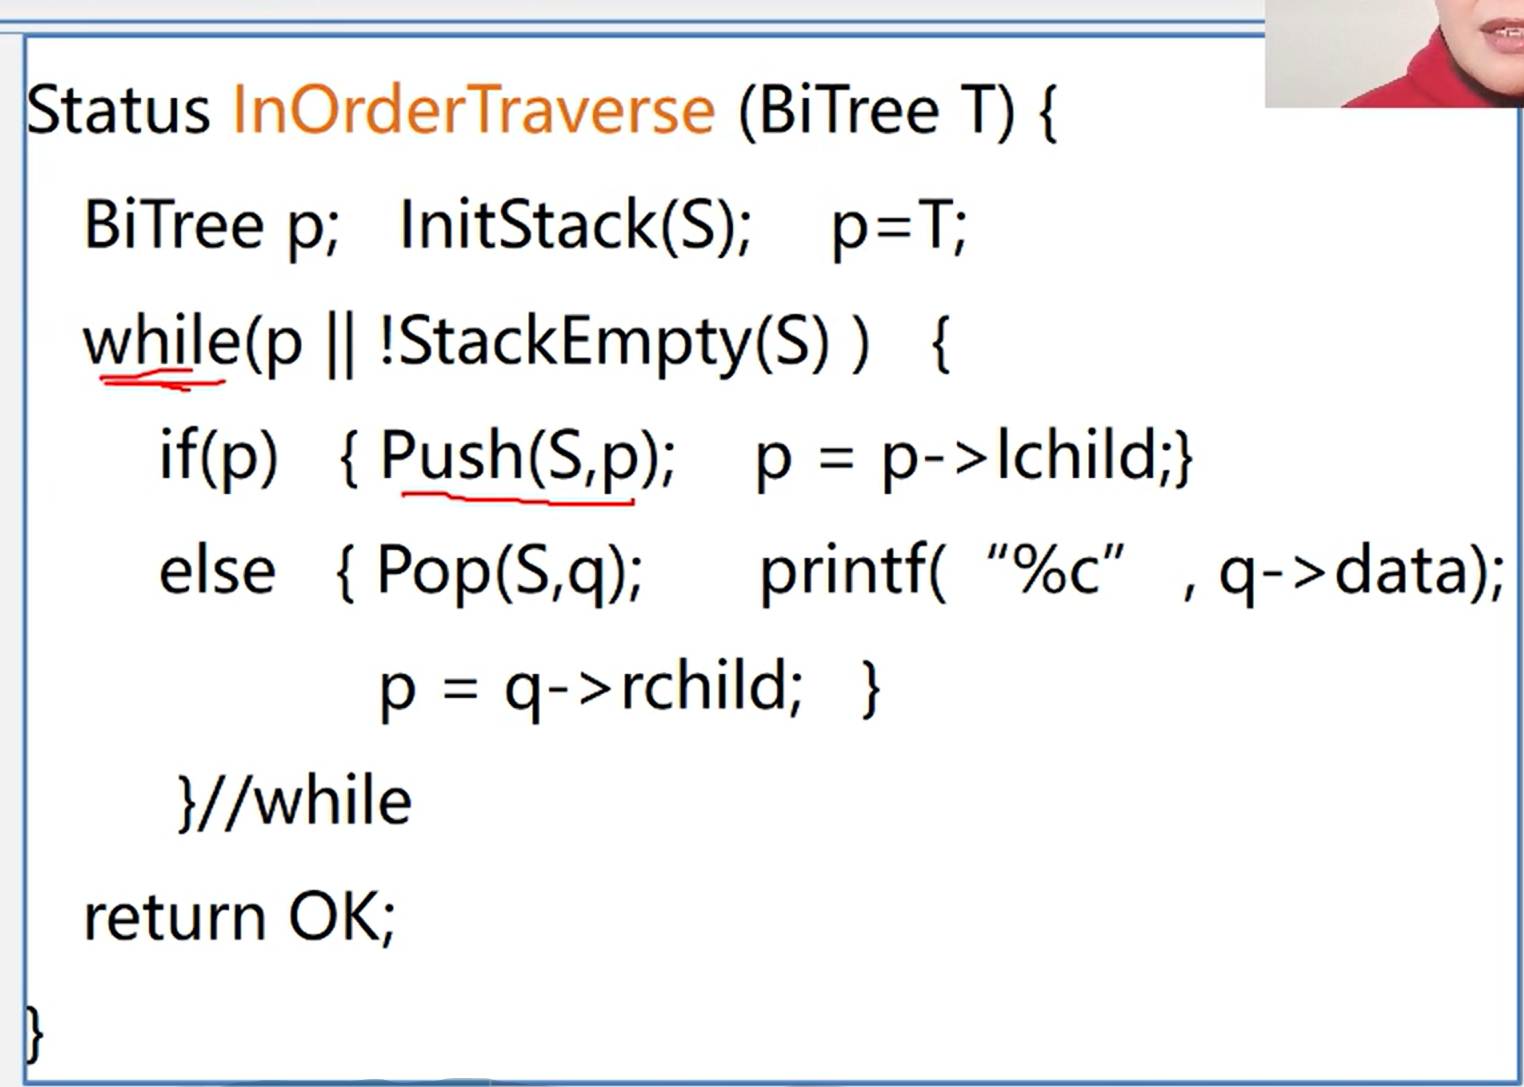 Status InOrderTraverse (BiTree T) {
BiTree p; InitStack(S); p=T;
while(p || !StackEmpty(S) ) {
if(p) { Push(S,p); p = p->lchild;}
else { Pop(S,q); printf( “%c” , q->data);
p = q->rchild; }
}//while
return OK;
}